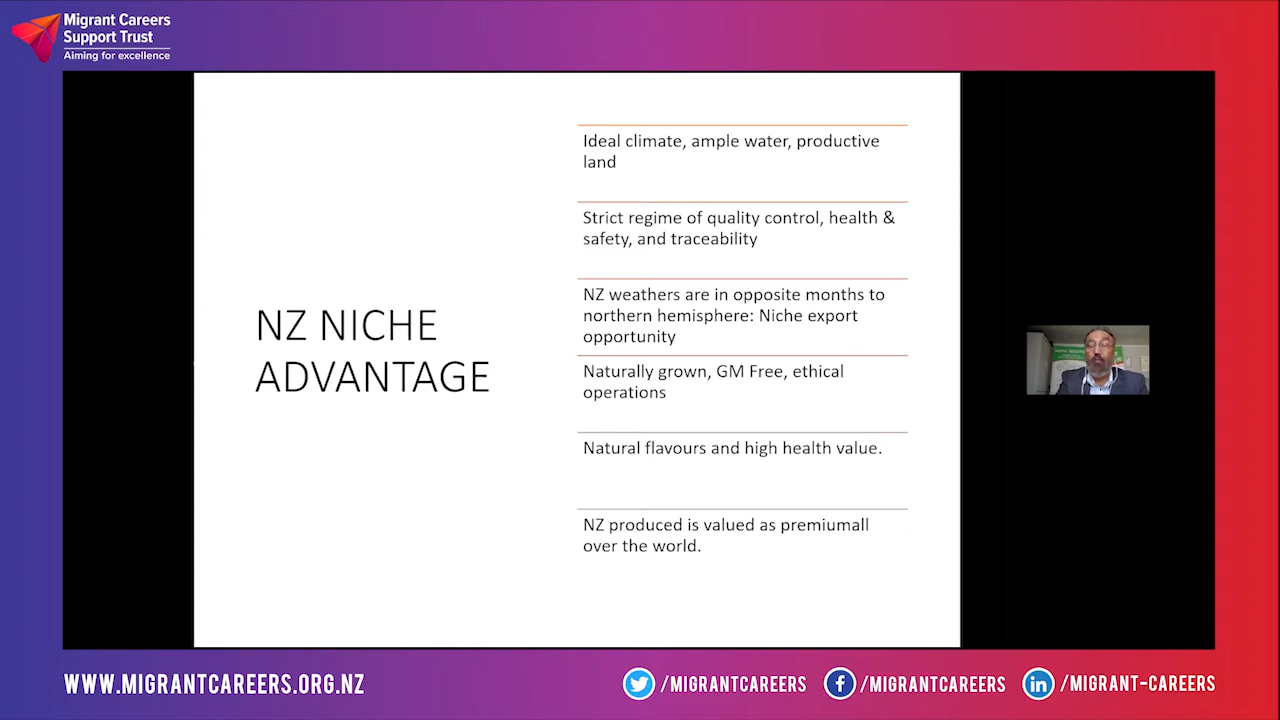 Migrant Careers
Support Trust
Aiming for excellence
NZ NICHE
ADVANTAGE
Ideal climate, ample water, productive
land
Strict regime of quality control, health &
safety, and traceability
NZ weathers are in opposite months to
northern hemisphere: Niche export
opportunity
Naturally grown, GM Free, ethical
operations
Natural flavours and high health value.
NZ produced is valued as premiumall
over the world.
WWW.MIGRANTCAREERS.ORG.NZ
/MIGRANTCAREERS
/MIGRANTCAREERS
/MIGRANT-CAREERS